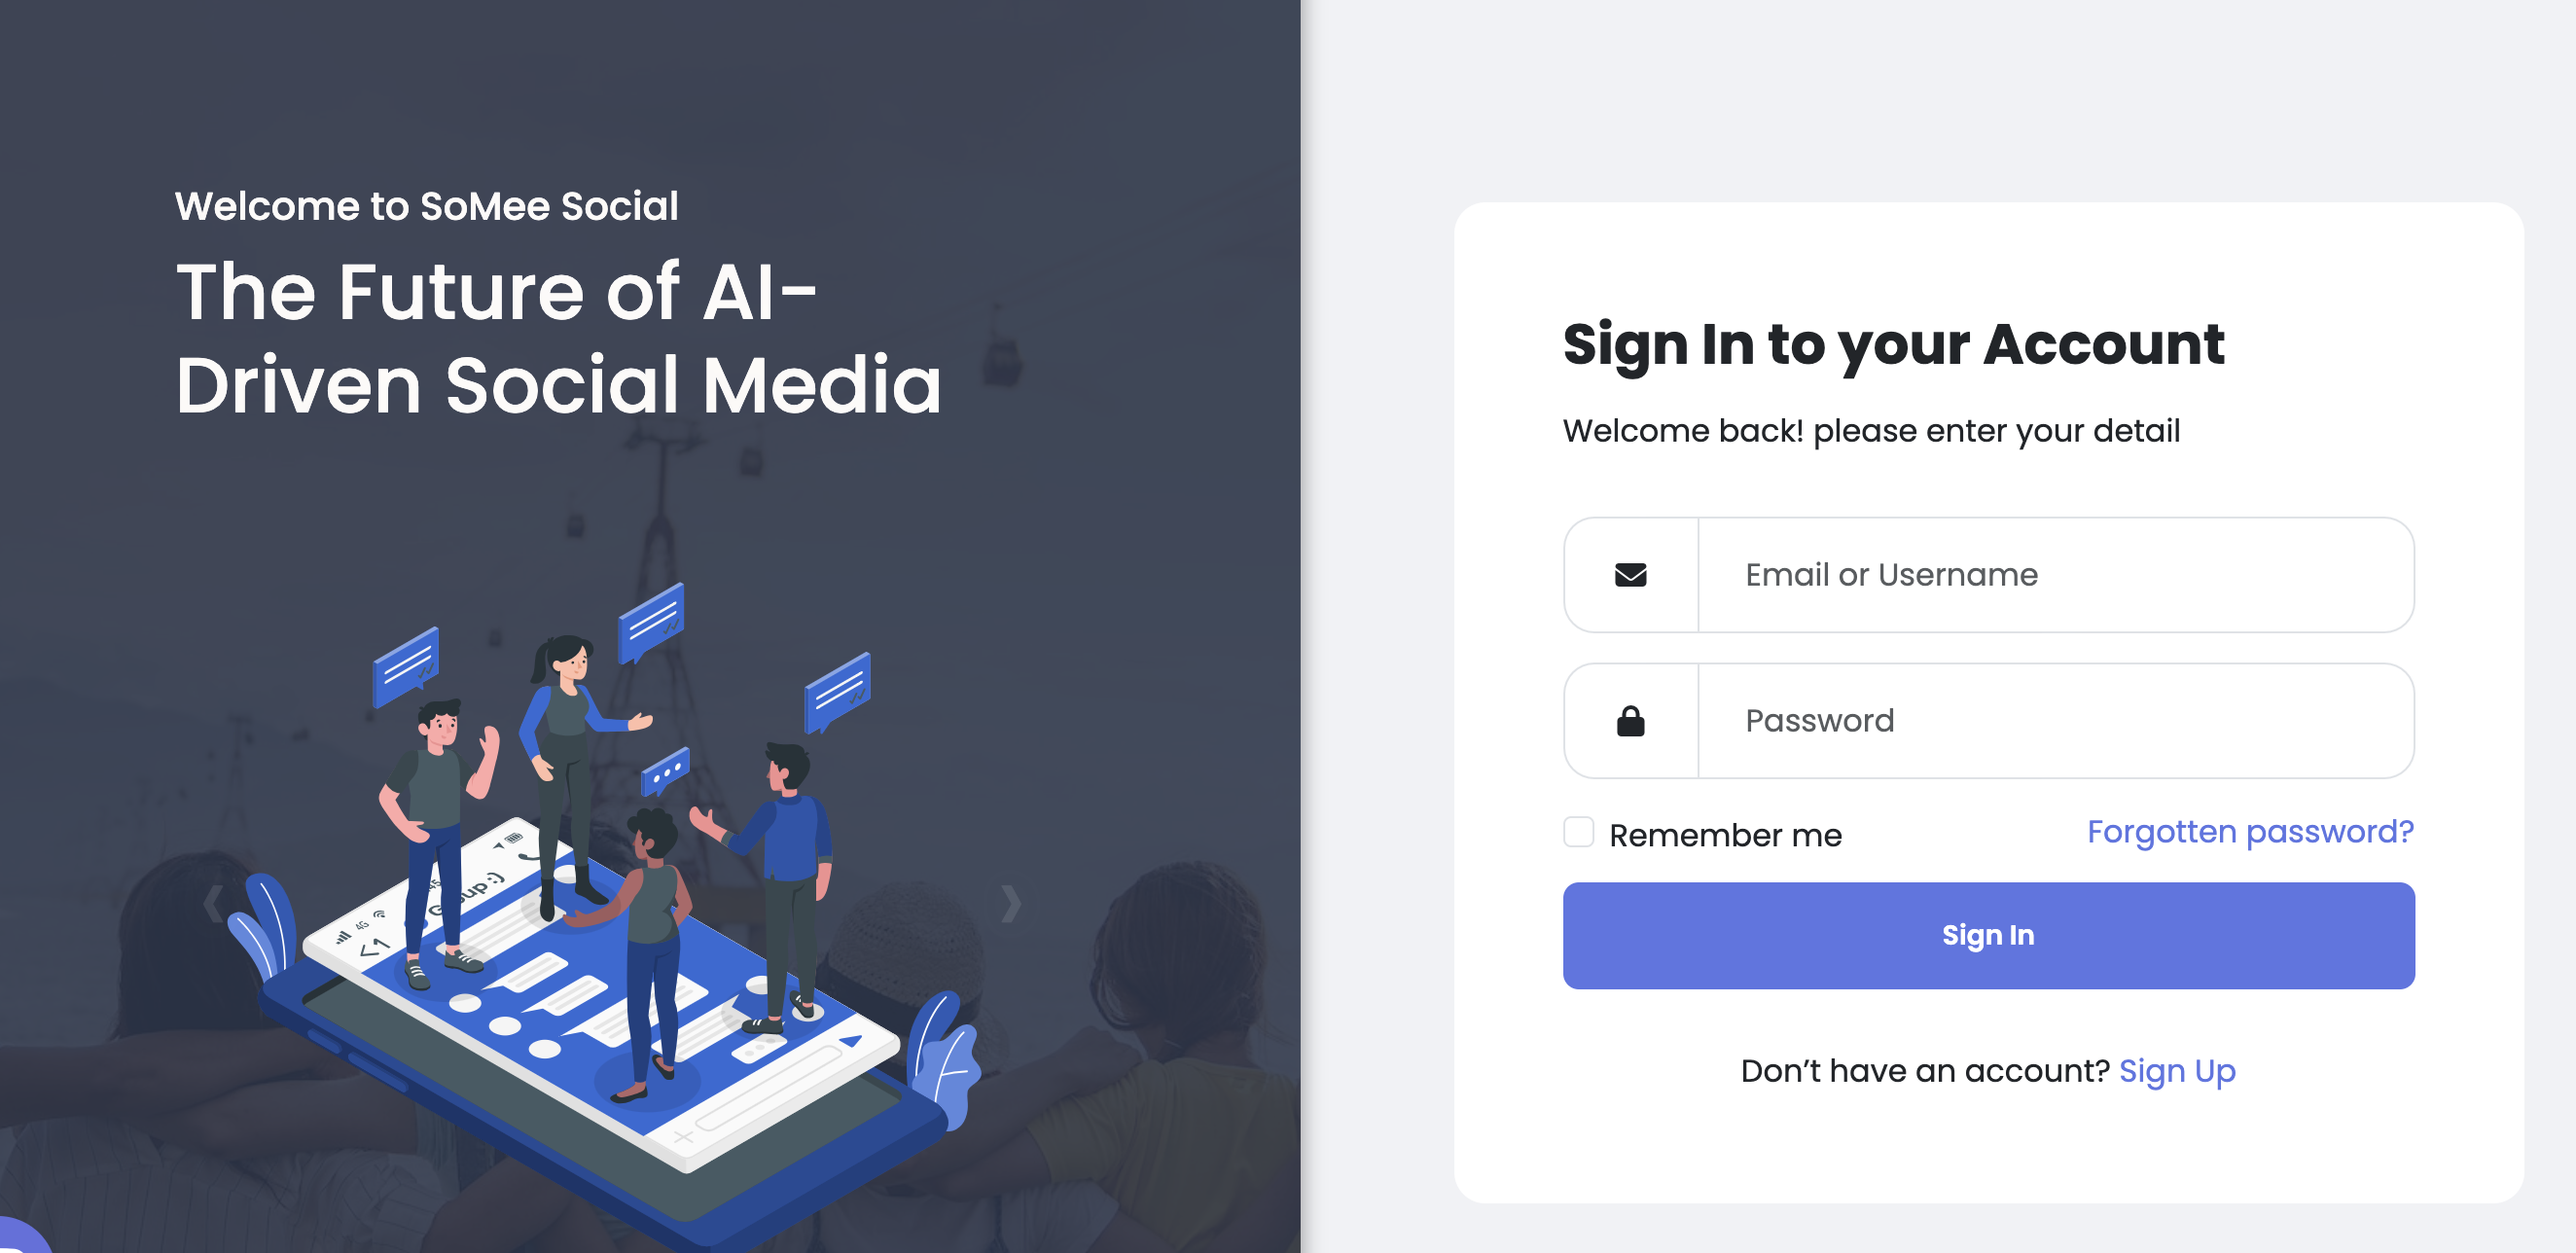 Welcome to SoMee Social
The Future of AI-
Driven Social Media
Sign In to your Account
Welcome back! please enter your detail
Email or Username
Password
Remember me
Forgotten password?
Sign In
Don’t have an account? Sign Up
4G